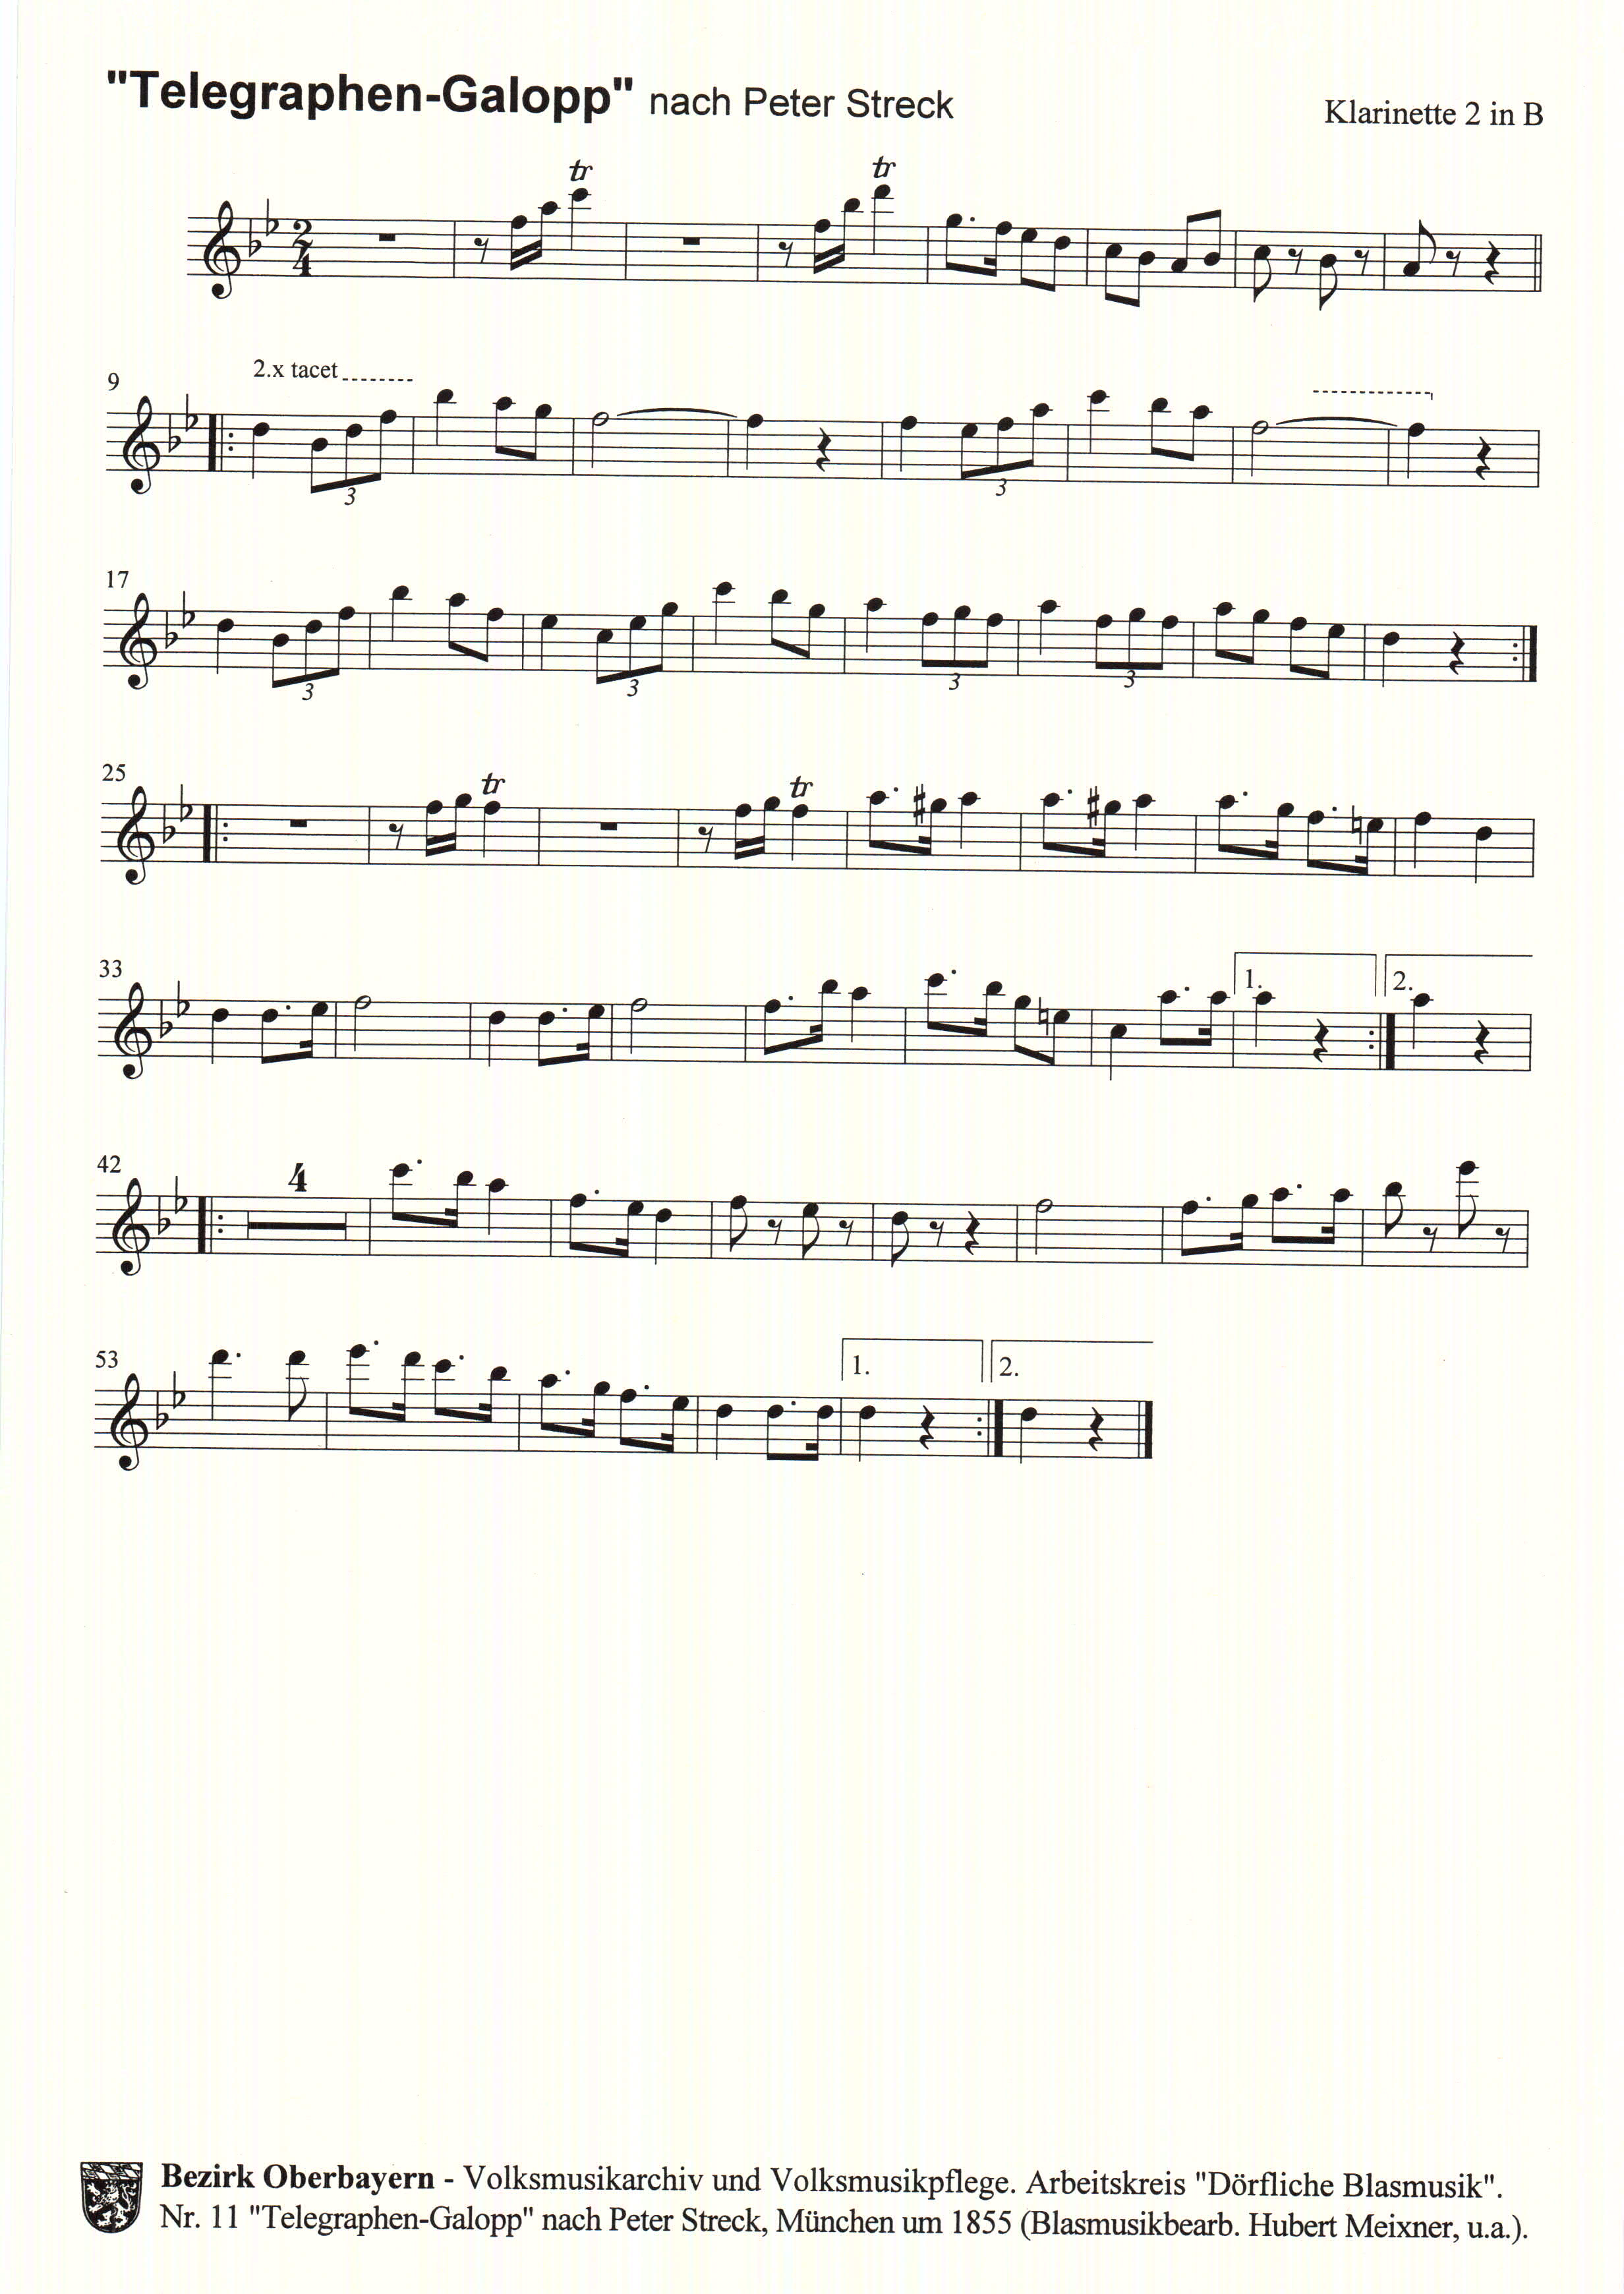 "Telegraphen-Galopp" nach Peter Streck
Klarinette 2 in B
tr tr
2
4
9
2.x tacet
3 3
17
3 3 3 3
25
tr tr
33
1. 2.
42
4
53
1. 2.
Bezirk Oberbayern - Volksmusikarchiv und Volksmusikpflege. Arbeitskreis "Dörfliche Blasmusik".
Nr. 11 "Telegraphen-Galopp" nach Peter Streck, München um 1855 (Blasmusikbearb. Hubert Meixner, u.a.).